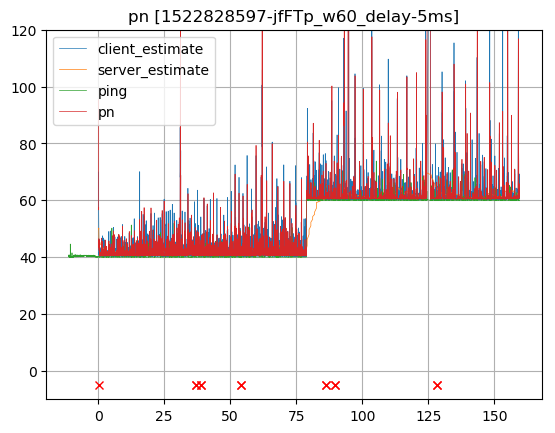 pn [1522828597-jfFTp_w60_delay-5ms]
client_estimate
server_estimate
ping
pn
120
100
80
60
40
20
0
0 25 50 75 100 125 150